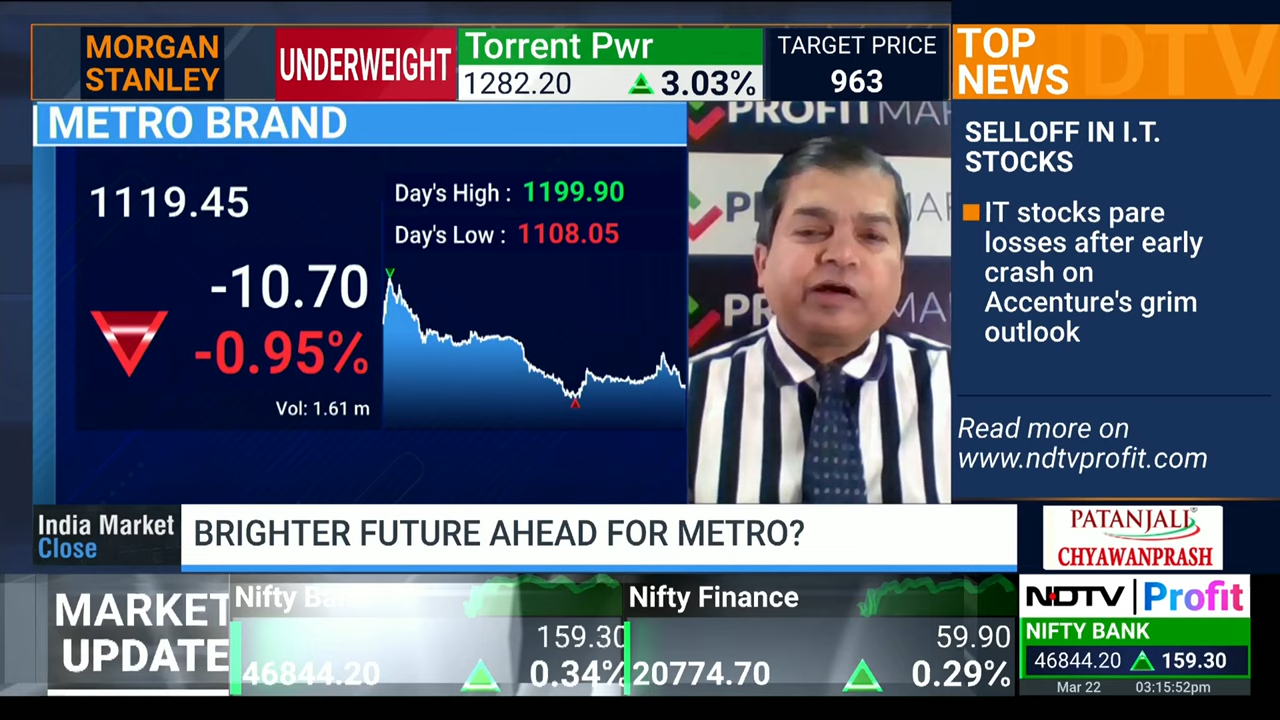 MORGAN
STANLEY
UNDERWEIGHT
Torrent Pwr
1282.20 3.03%
TARGET PRICE
963
TOP
NEWS
METRO BRAND
1119.45
-10.70
-0.95%
Vol: 1.61 m
Day's High : 1199.90
Day's Low : 1108.05
PROFITMAR
SELLOFF IN I.T.
STOCKS
IT stocks pare
losses after early
crash on
Accenture's grim
outlook
Read more on
www.ndtvprofit.com
India Market
Close
BRIGHTER FUTURE AHEAD FOR METRO?
PATANJALI
CHYAWANPRASH
MARKET
UPDATE
Nifty Ba
159.30
46844.20 0.34%
Nifty Finance
59.90
20774.70 0.29%
NDTV Profit
NIFTY BANK
46844.20 159.30
Mar 22 03:15:52pm